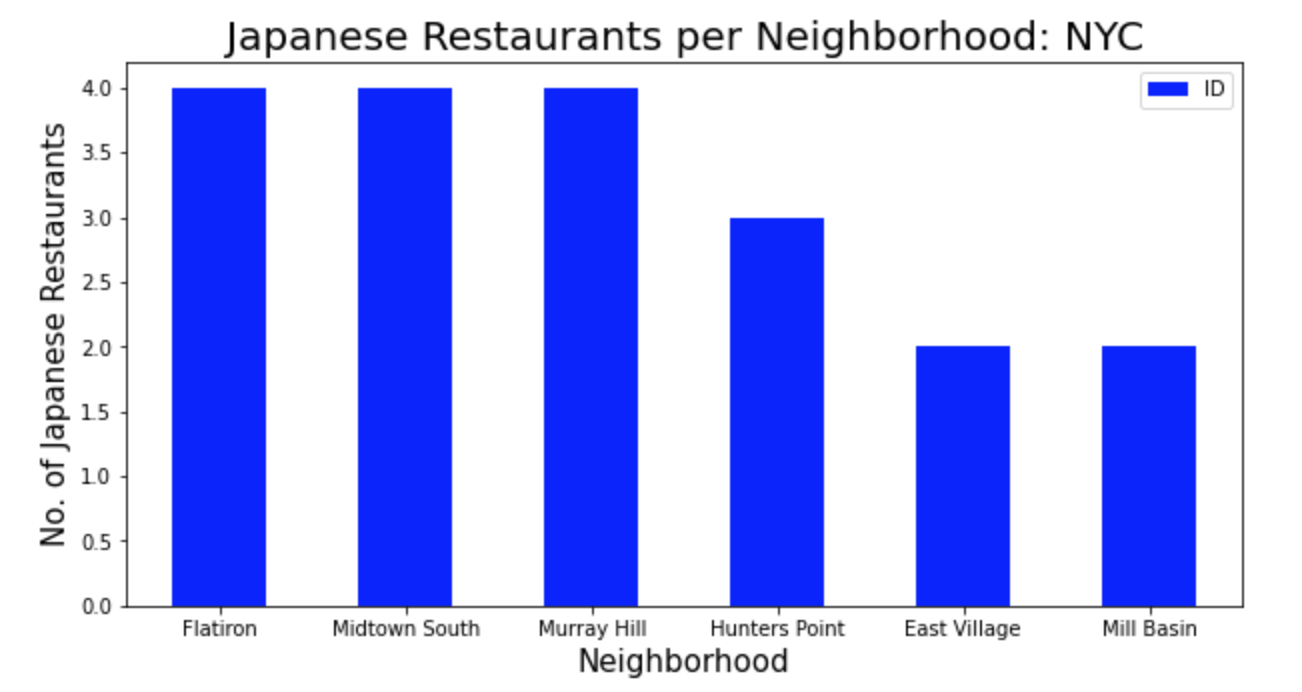 Japanese Restaurants per Neighborhood: NYC
ID
No. of Japanese Restaurants
4.0
3.5
3.0
2.5
2.0
1.5
1.0
0.5
0.0
Flatiron Midtown South Murray Hill Hunters Point East Village Mill Basin
Neighborhood